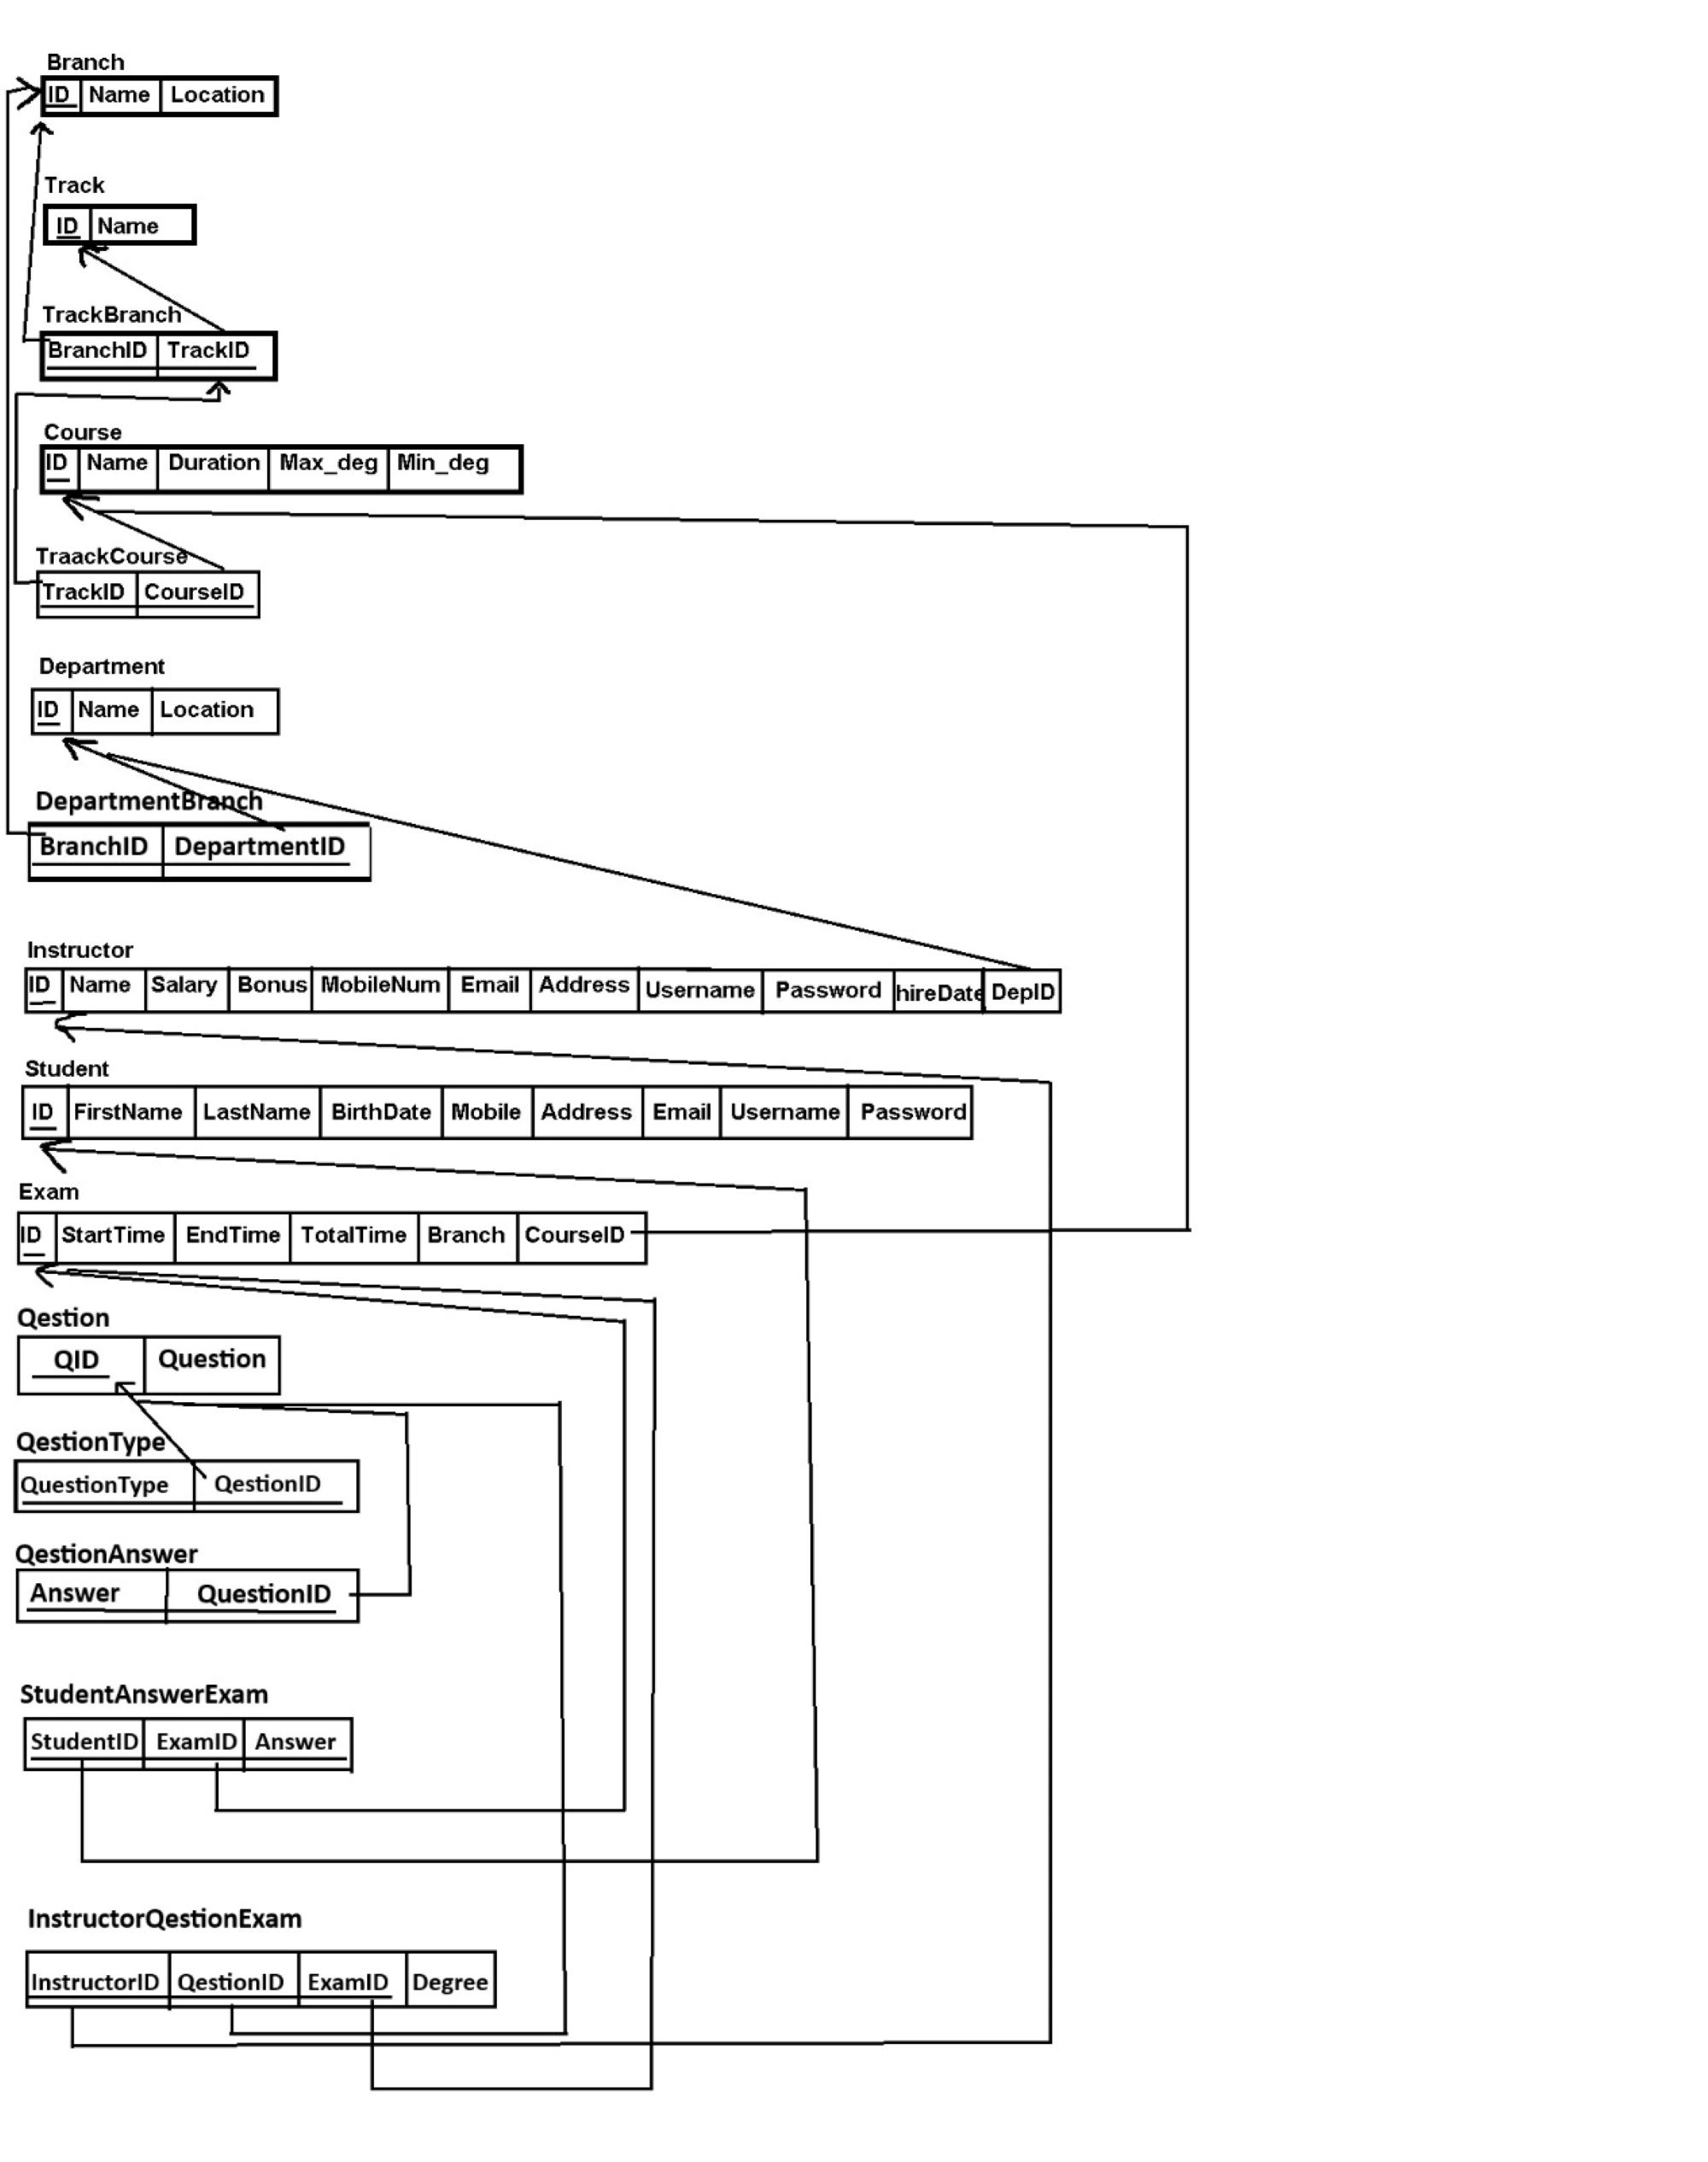 Branch
ID Name Location
Track
ID Name
TrackBranch
BranchID TrackID
Course
ID Name Duration Max_deg Min_deg
TraackCourse
TrackID CourseID
Department
ID Name Location
DepartmentBranch
BranchID DepartmentID
Instructor
ID Name Salary Bonus MobileNum Email Address Username Password hireDate DepID
Student
ID FirstName LastName BirthDate Mobile Address Email Username Password
Exam
ID StartTime EndTime TotalTime Branch CourseID
Qestion
QID Question
QestionType
QuestionType QestionID
QestionAnswer
Answer QuestionID
StudentAnswerExam
StudentID ExamID Answer
InstructorQestionExam
InstructorID QestionID ExamID Degree